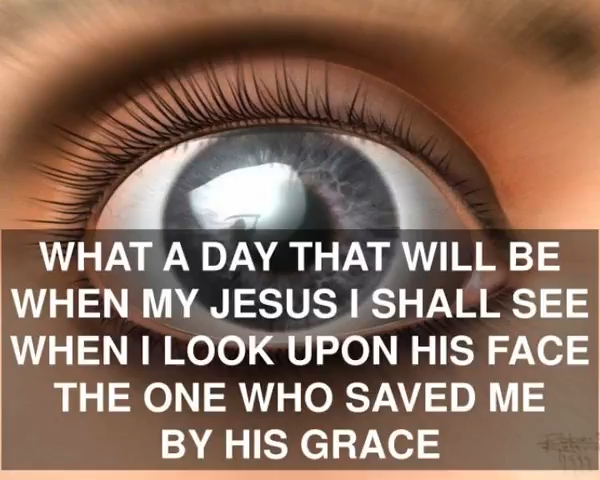 WHAT A DAY THAT WILL BE
WHEN MY JESUS I SHALL SEE
WHEN I LOOK UPON HIS FACE
THE ONE WHO SAVED ME
BY HIS GRACE